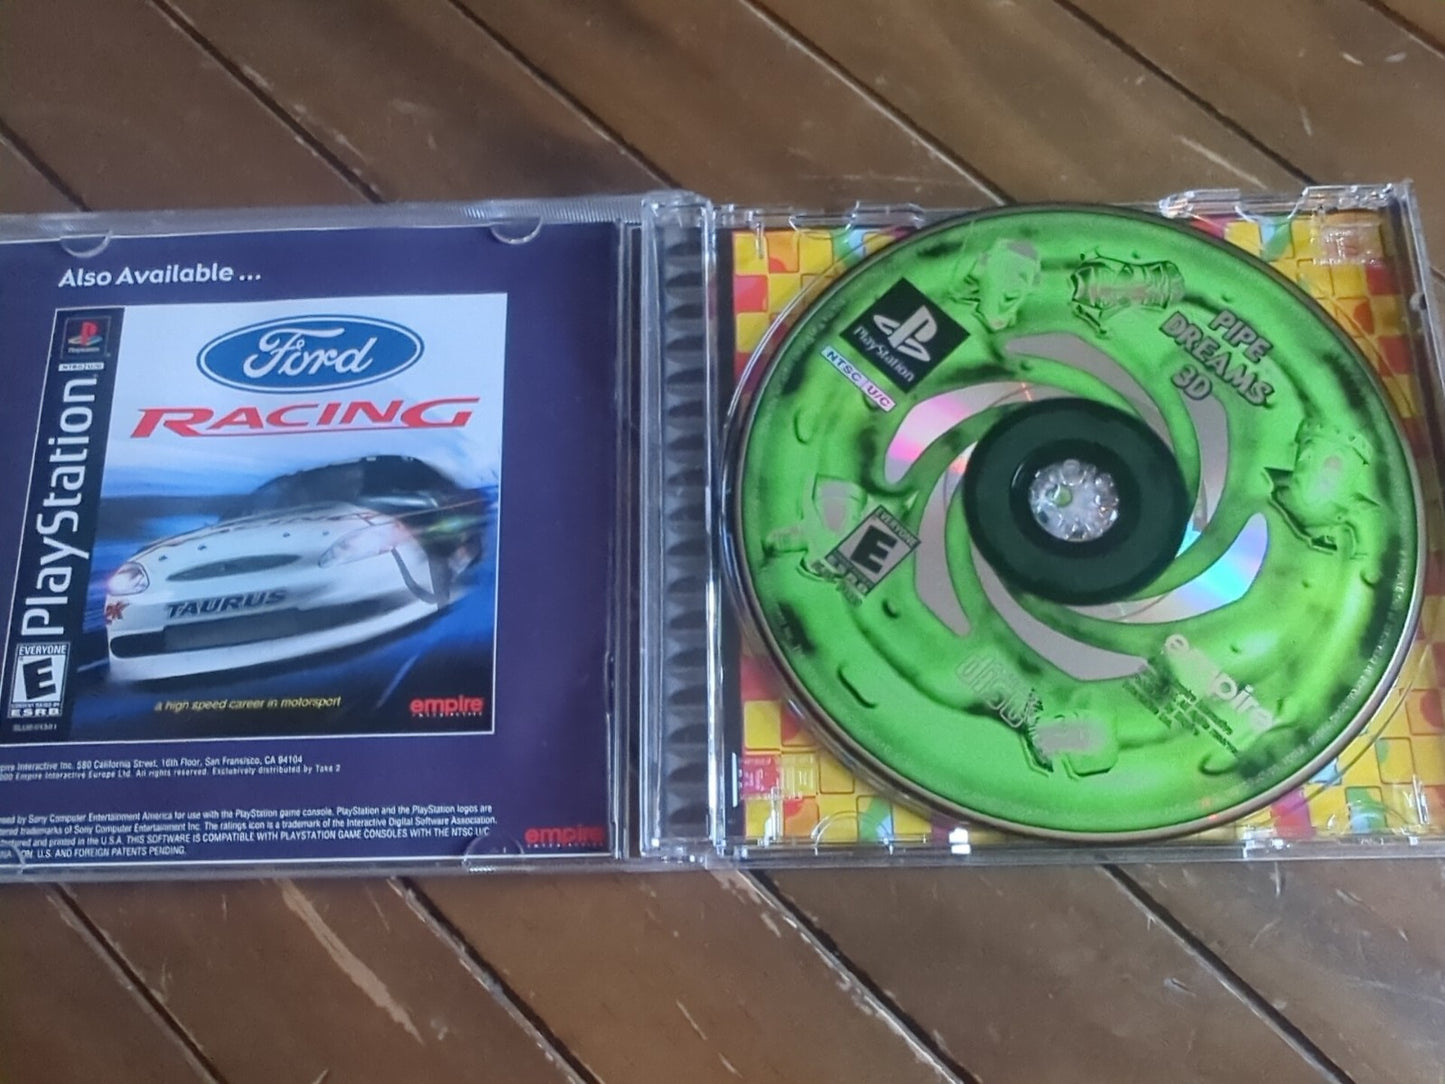 Also Available ...
PlayStation
Ford
RACING
TAURUS
a high speed career in motorsport
empire
EVERYONE
E
ESRB
Empire Interactive Inc. 580 California Street, 16th Floor, San Francisco, CA 94104
Empire Interactive Europe Ltd. All rights reserved. Exclusively distributed by Take 2
by Sony Computer Entertainment America for use with the PlayStation game console. PlayStation and the PlayStation logos are
trademarks of Sony Computer Entertainment Inc. The ratings icon is a trademark of the Interactive Digital Software Association.
and printed in the U.S.A. THIS SOFTWARE IS COMPATIBLE WITH PLAYSTATION GAME CONSOLES WITH THE NTSC U/C
U.S. AND FOREIGN PATENTS PENDING.
empire
PlayStation
NTSC U/C
PIPE
DREAMS
3D
EVERYONE
E
empire
disc